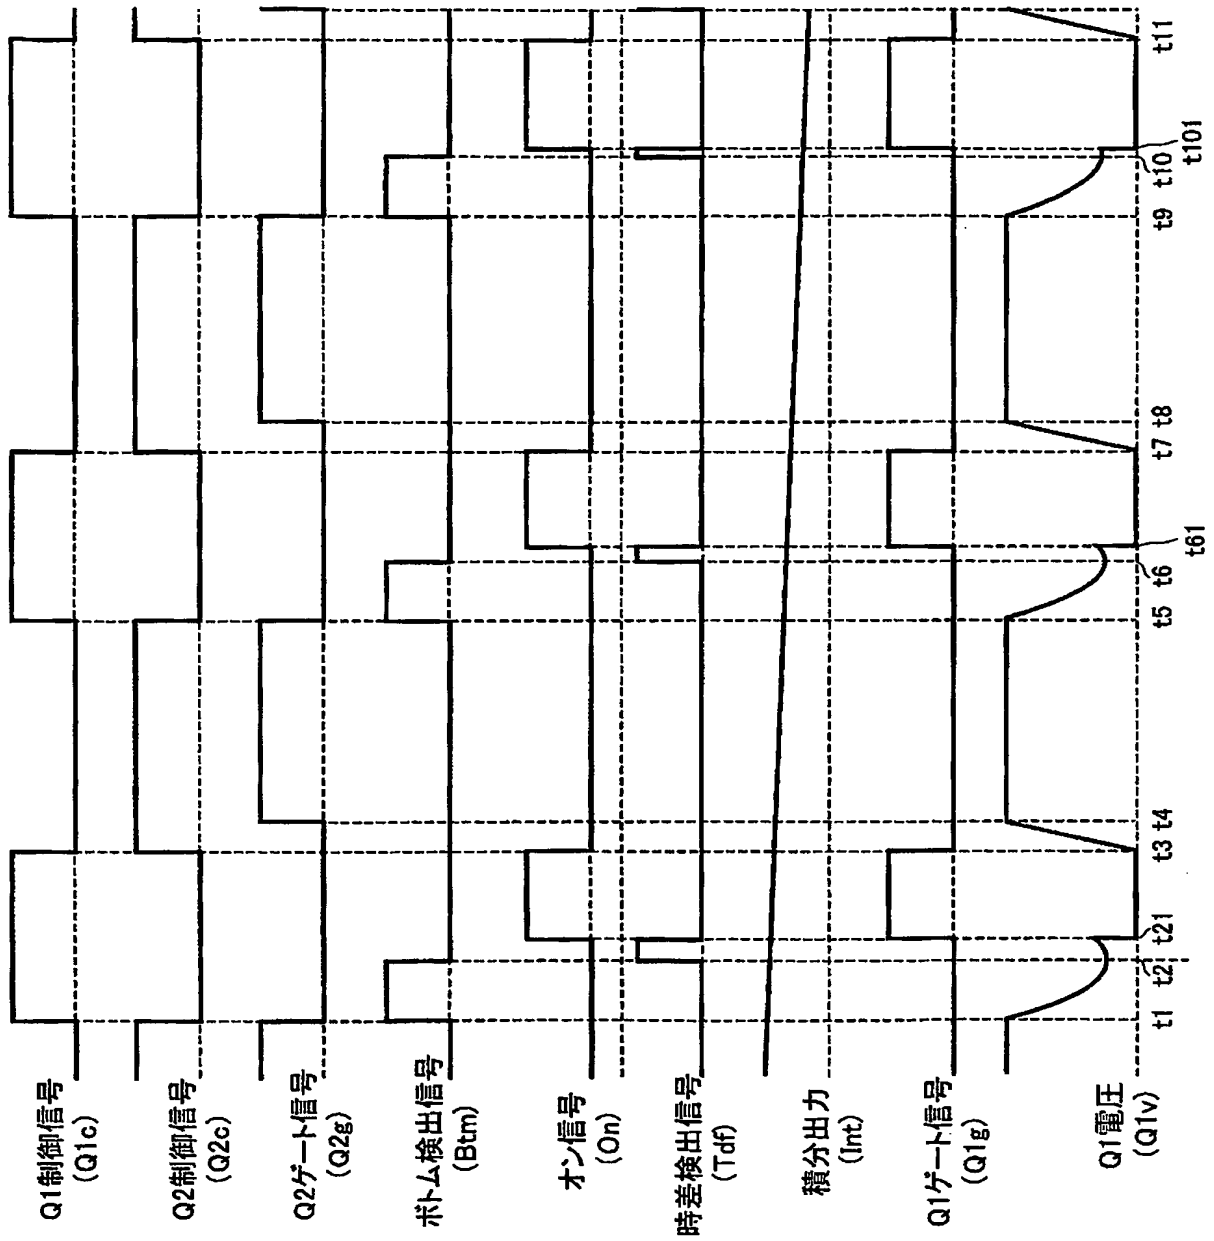 Q1制御信号
(Q1c)
Q2制御信号
(Q2c)
Q2ゲート信号
(Q2g)
ボトム検出信号
(Btm)
オン信号
(On)
時差検出信号
(Tdf)
積分出力
(Int)
Q1ゲート信号
(Q1g)
Q1電圧
(Q1v)
t1
t2
t21
t3
t4
t5
t6
t61
t7
t8
t9
t10
t101
t11